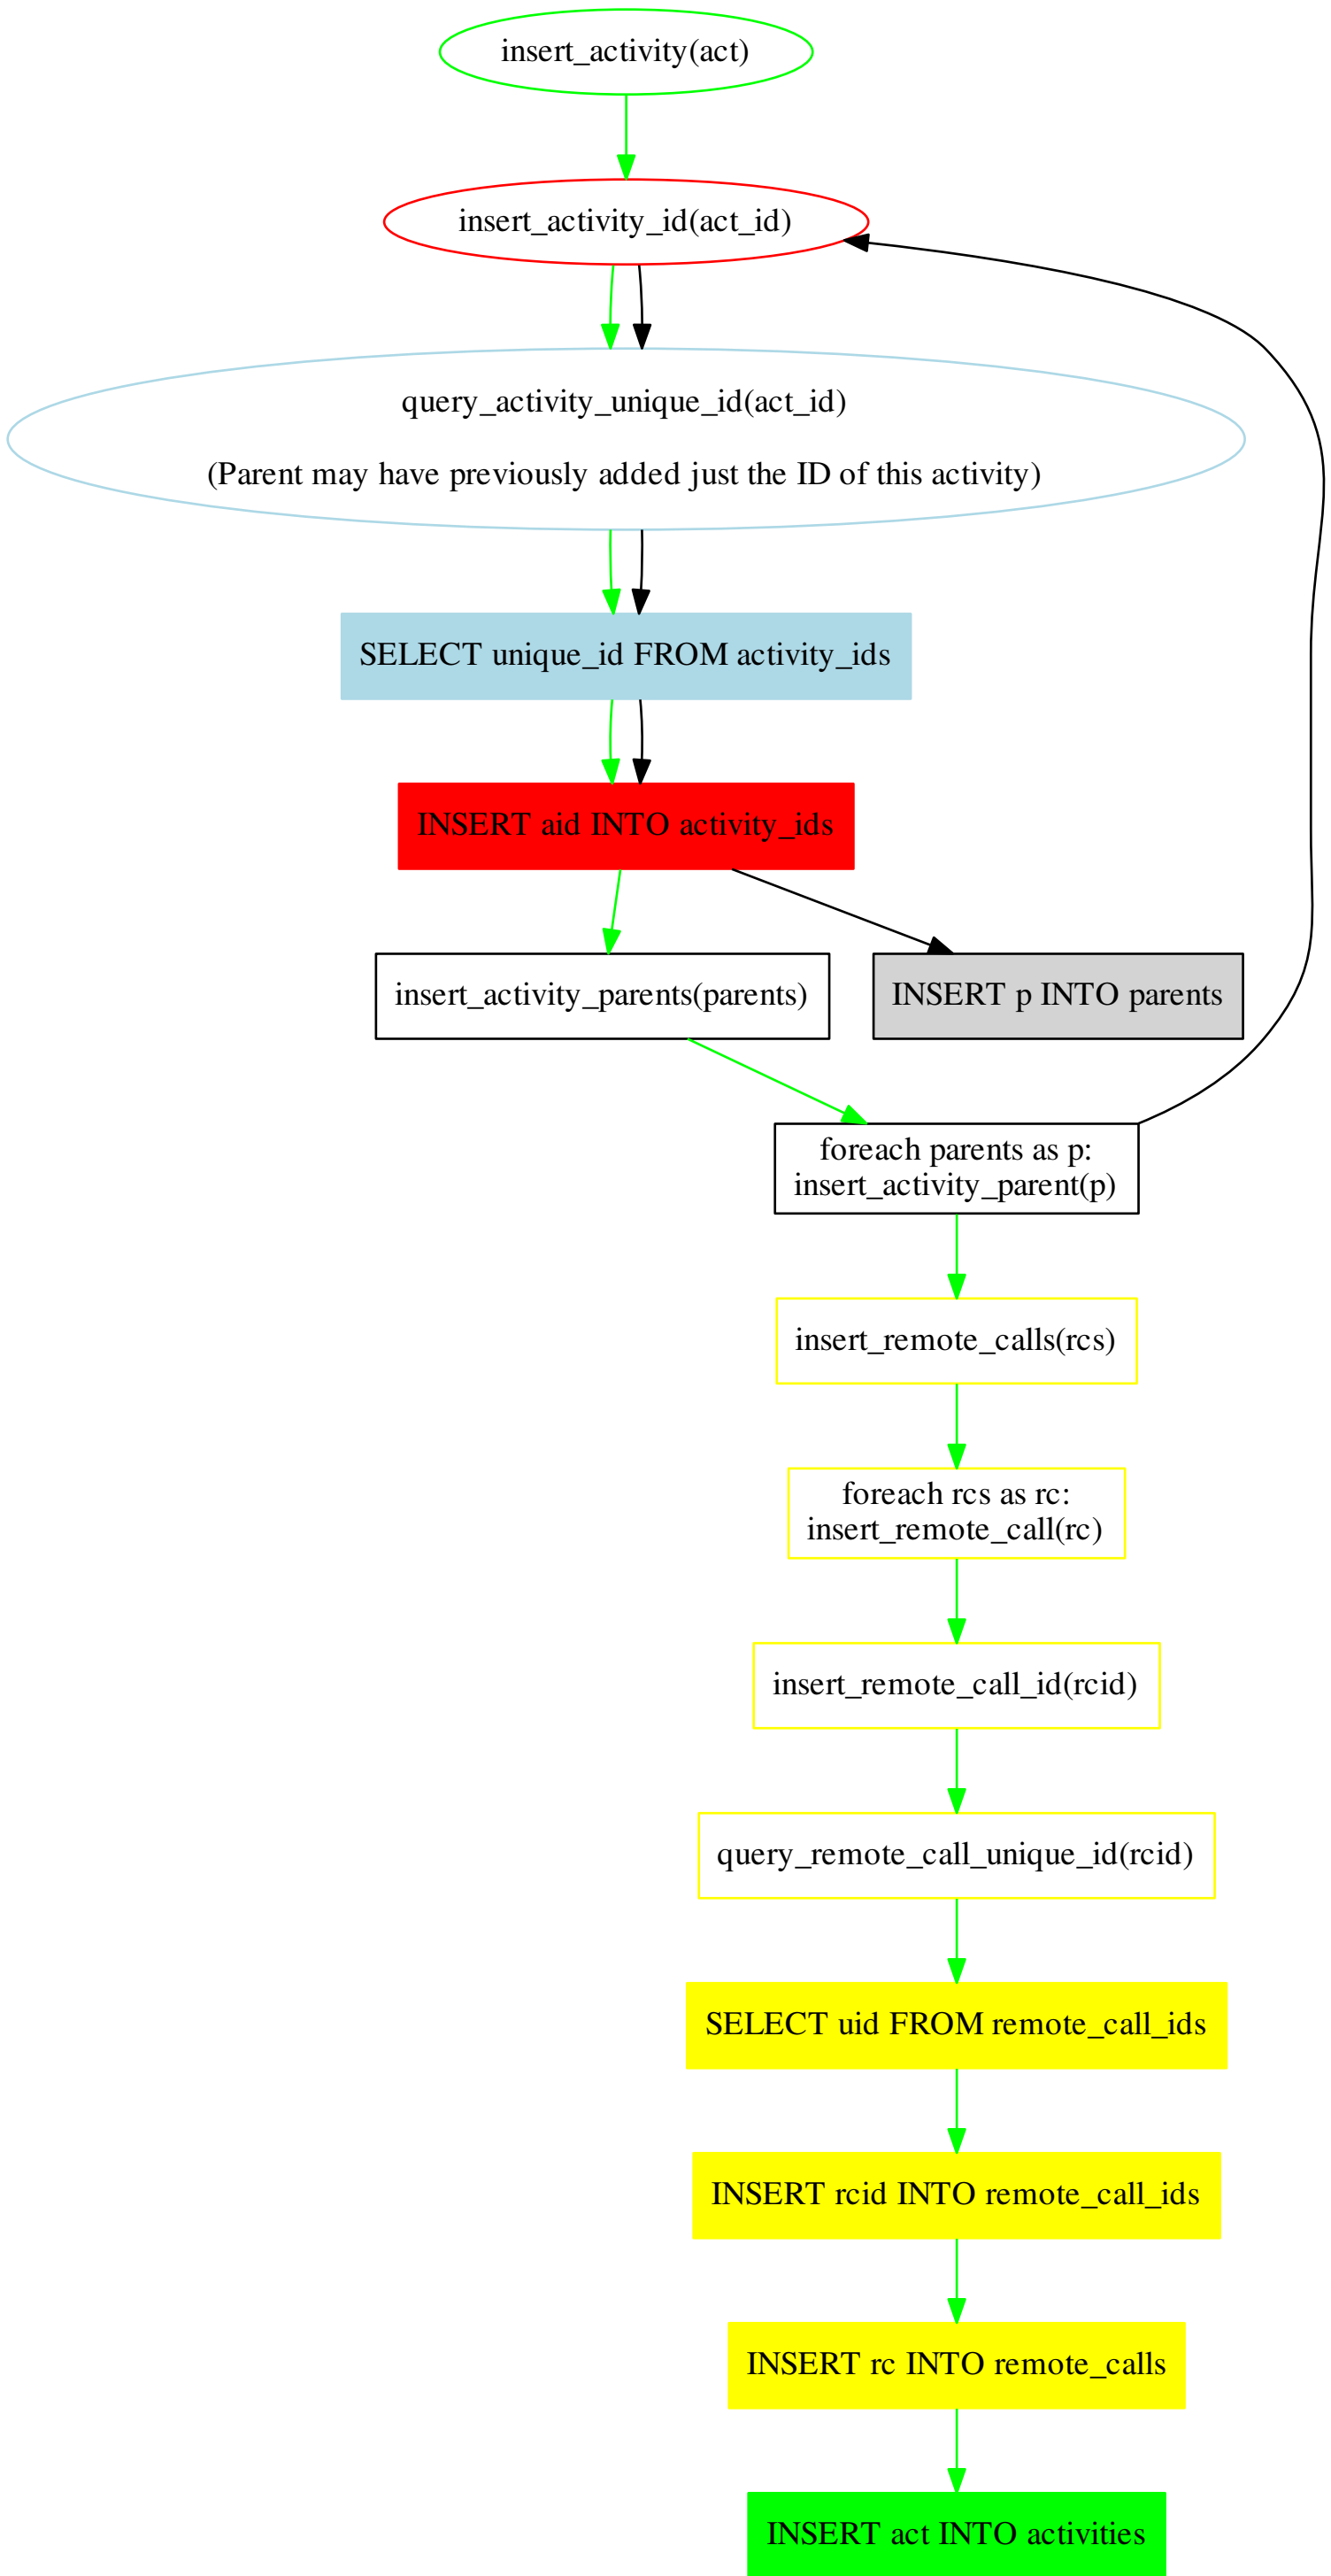 insert_activity(act)
insert_activity_id(act_id)
query_activity_unique_id(act_id)
(Parent may have previously added just the ID of this activity)
SELECT unique_id FROM activity_ids
INSERT aid INTO activity_ids
insert_activity_parents(parents)
INSERT p INTO parents
foreach parents as p:
insert_activity_parent(p)
insert_remote_calls(rcs)
foreach rcs as rc:
insert_remote_call(rc)
insert_remote_call_id(rcid)
query_remote_call_unique_id(rcid)
SELECT uid FROM remote_call_ids
INSERT rcid INTO remote_call_ids
INSERT rc INTO remote_calls
INSERT act INTO activities